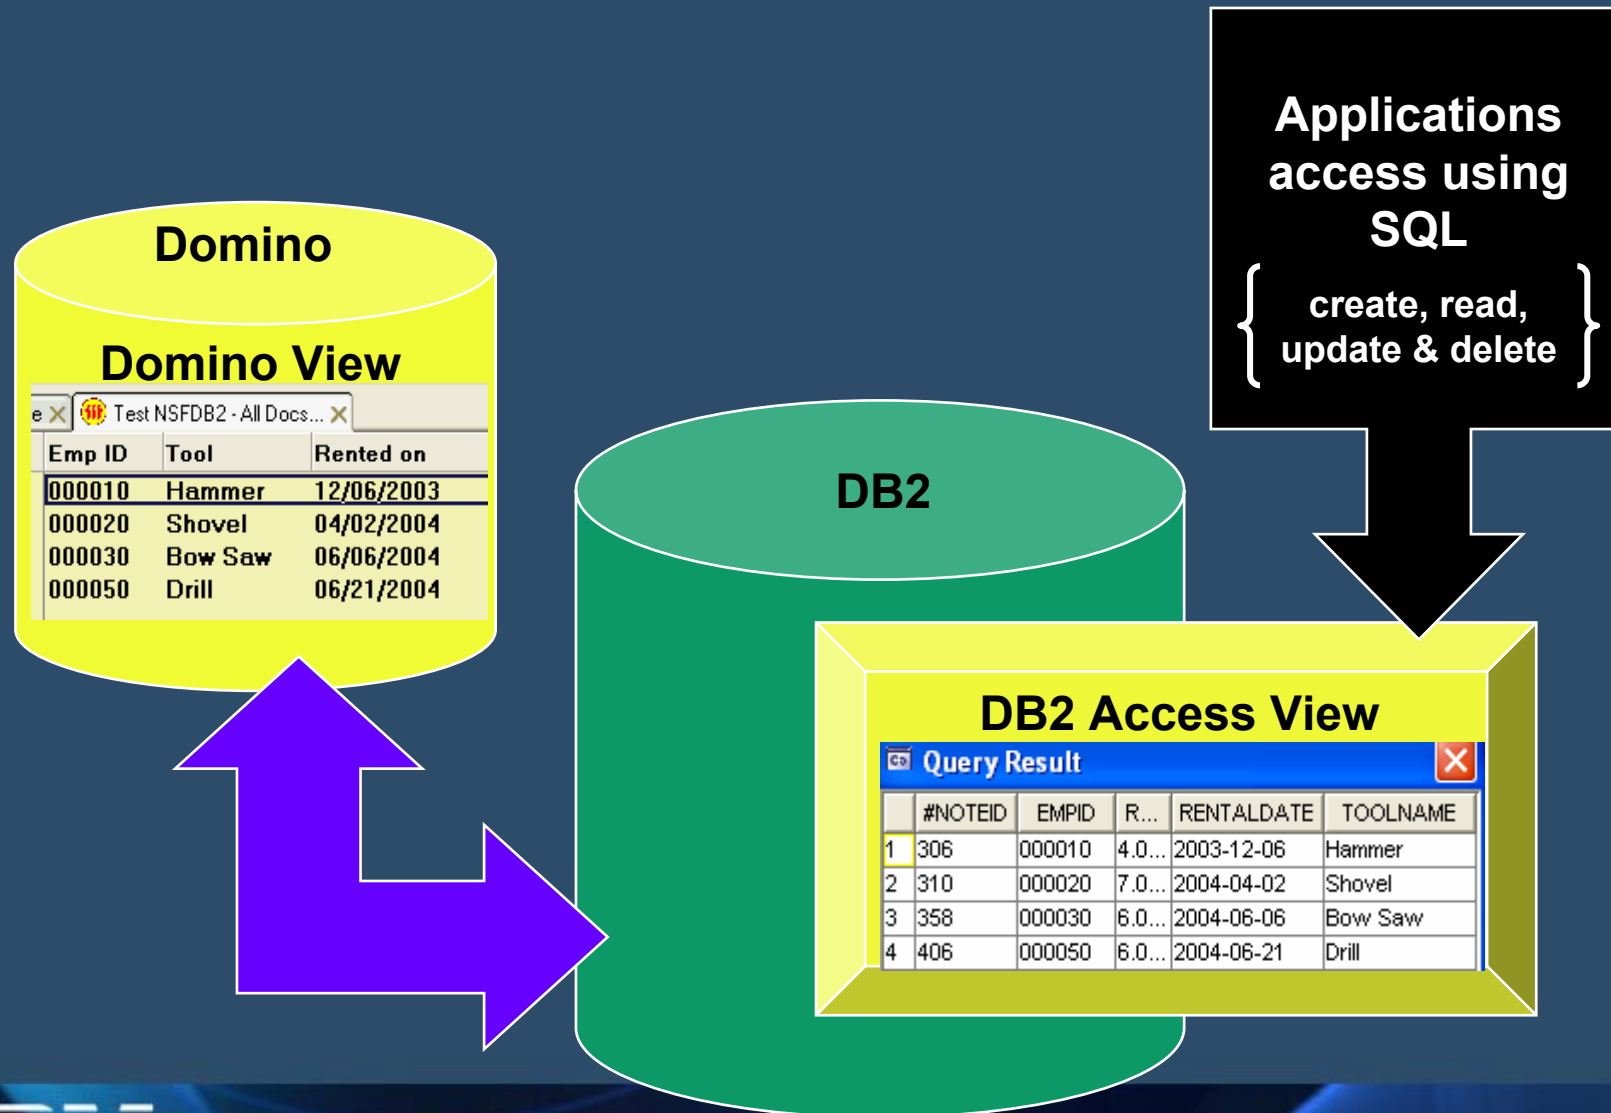 Applications
access using
SQL
create, read,
update & delete
Domino
Domino View
e Test NSFDB2 - All Docs...
Emp ID Tool Rented on
000010 Hammer 12/06/2003
000020 Shovel 04/02/2004
000030 Bow Saw 06/06/2004
000050 Drill 06/21/2004
DB2
DB2 Access View
Query Result
#NOTEID EMPID R... RENTALDATE TOOLNAME
1 306 000010 4.0... 2003-12-06 Hammer
2 310 000020 7.0... 2004-04-02 Shovel
3 358 000030 6.0... 2004-06-06 Bow Saw
4 406 000050 6.0... 2004-06-21 Drill